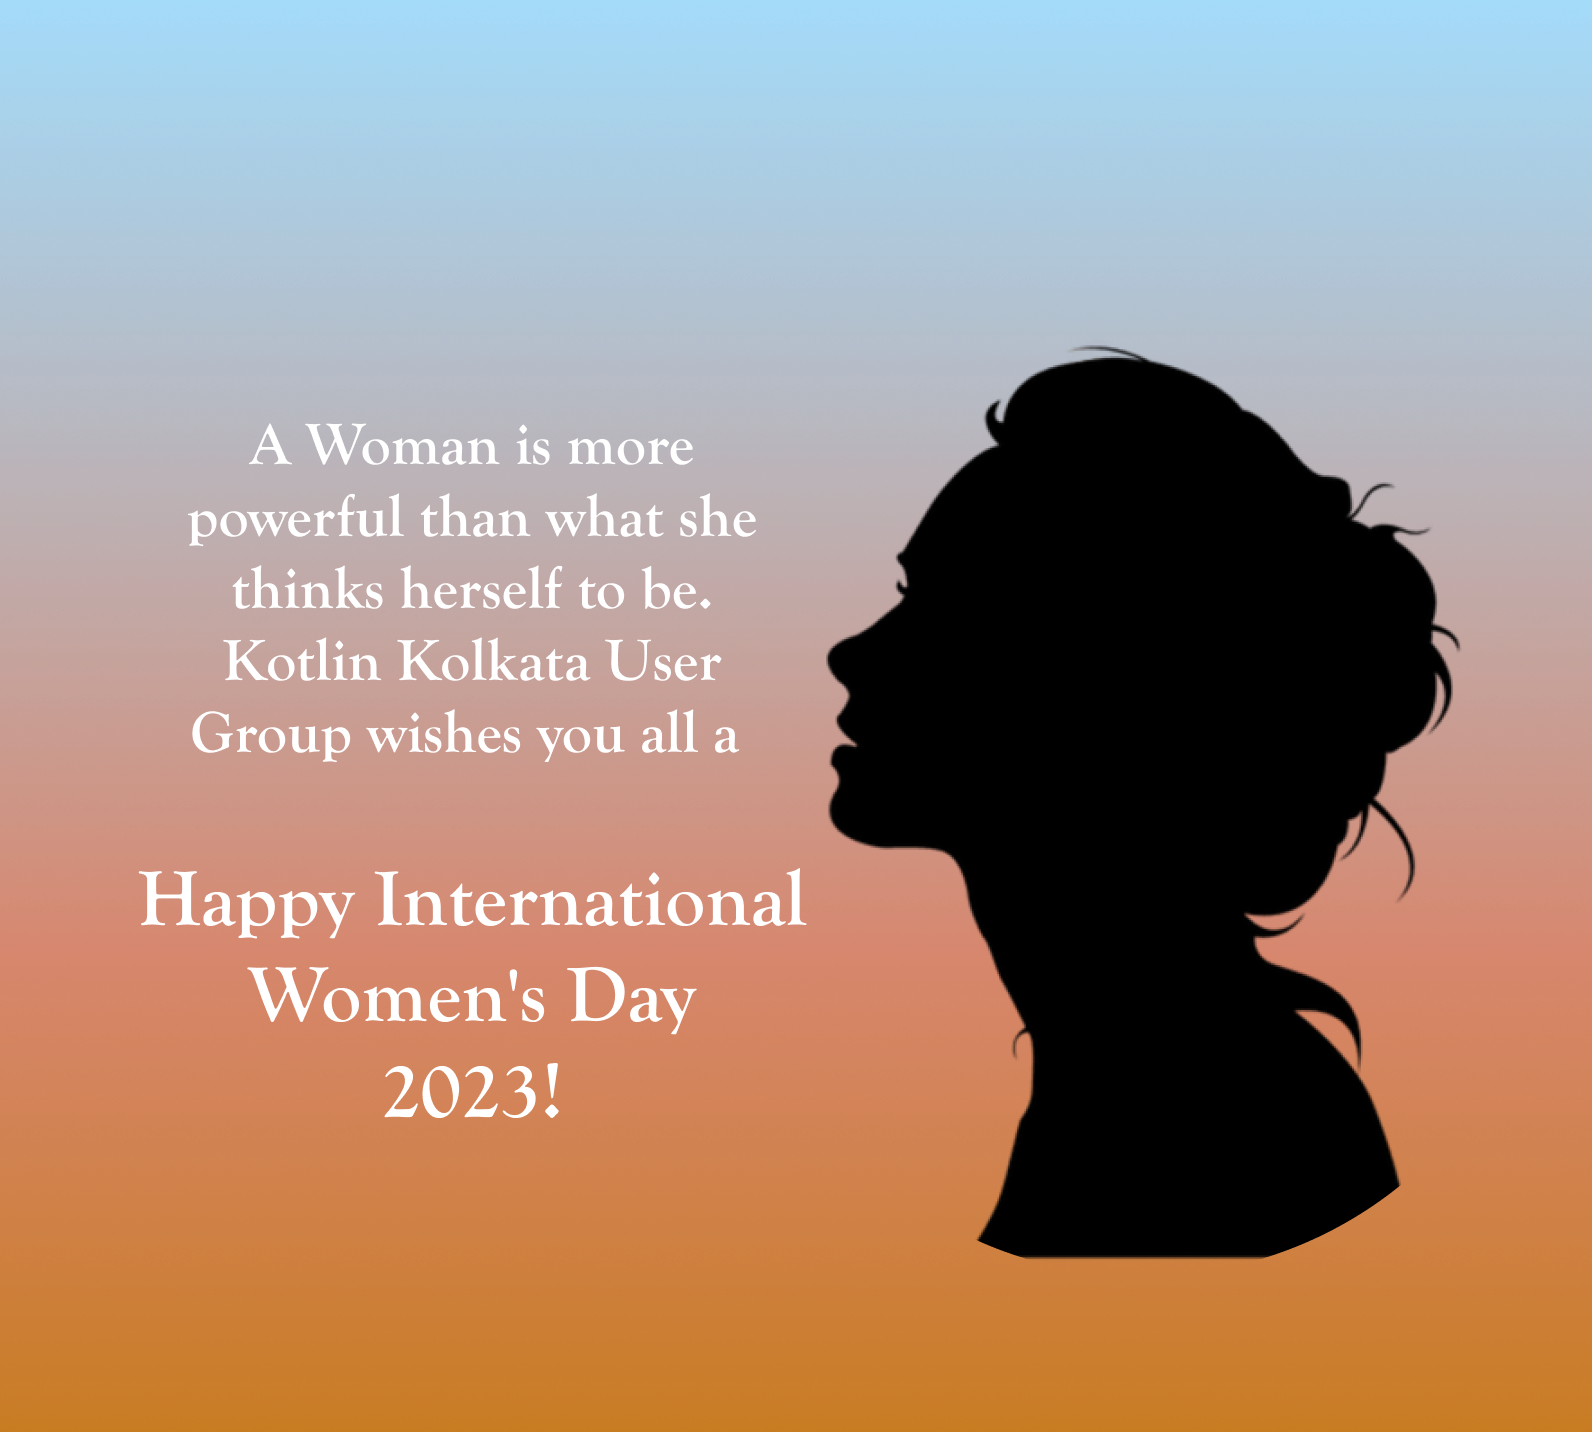 A Woman is more
powerful than what she
thinks herself to be.
Kotlin Kolkata User
Group wishes you all a
Happy International
Women's Day
2023!